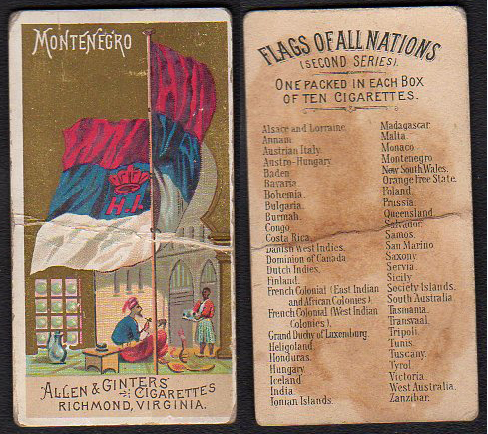 MONTENEGRO
H.I.
ALLEN & GINTER'S CIGARETTES
RICHMOND, VIRGINIA.
FLAGS OF ALL NATIONS
(SECOND SERIES).
ONE PACKED IN EACH BOX
OF TEN CIGARETTES.
Alsace and Lorraine
Annam
Austrian Italy.
Austro-Hungary
Baden
Bavaria
Bohemia.
Bulgaria.
Burmah.
Congo
Costa Rica.
Danish West Indies.
Dominion of Canada
Dutch Indies.
Finland.
French Colonial (East Indian
and African Colonies).
French Colonial (West Indian
Colonies).
Grand Duchy of Luxemburg.
Heligoland
Honduras.
Hungary.
Iceland
India.
Ionian Islands.
Madagascar.
Malta.
Monaco
Montenegro
New South Wales.
Orange Free State.
Poland.
Prussia.
Queensland
Salvador.
Samos.
San Marino
Saxony.
Servia.
Sicily
Society Islands.
South Australia
Tasmania.
Transvaal.
Tripoli.
Tunis.
Tuscany.
Tyrol
Victoria.
West Australia.
Zanzibar.